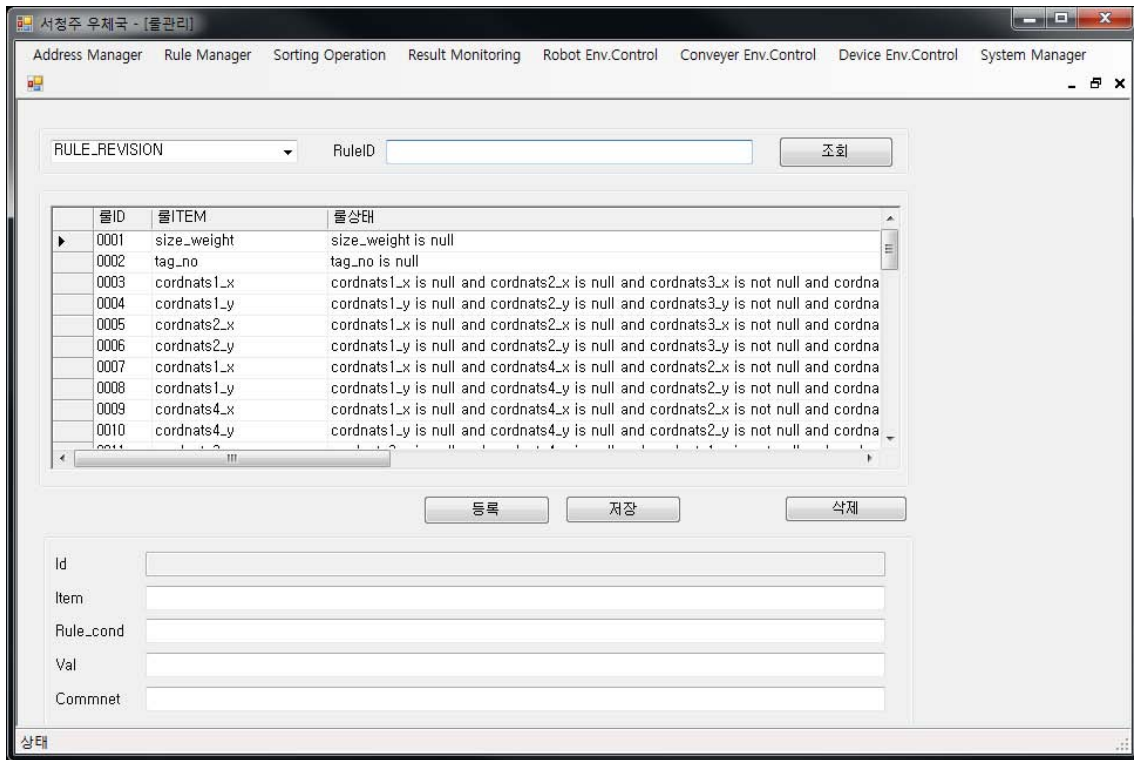 서청주 우체국 - [룰관리]
Address Manager Rule Manager Sorting Operation Result Monitoring Robot Env.Control Conveyer Env.Control Device Env.Control System Manager
RULE_REVISION RuleID 조회
룰ID 룰ITEM 룰상태
0001 size_weight size_weight is null
0002 tag_no tag_no is null
0003 cordnats1_x cordnats1_x is null and cordnats2_x is null and cordnats3_x is not null and cordna
0004 cordnats1_y cordnats1_y is null and cordnats2_y is null and cordnats3_y is not null and cordna
0005 cordnats2_x cordnats1_x is null and cordnats2_x is null and cordnats3_x is not null and cordna
0006 cordnats2_y cordnats1_y is null and cordnats2_y is null and cordnats3_y is not null and cordna
0007 cordnats1_x cordnats1_x is null and cordnats4_x is null and cordnats2_x is not null and cordna
0008 cordnats1_y cordnats1_y is null and cordnats4_y is null and cordnats2_y is not null and cordna
0009 cordnats4_x cordnats1_x is null and cordnats4_x is null and cordnats2_x is not null and cordna
0010 cordnats4_y cordnats1_y is null and cordnats4_y is null and cordnats2_y is not null and cordna
등록 저장 삭제
Id
Item
Rule_cond
Val
Commnet
상태